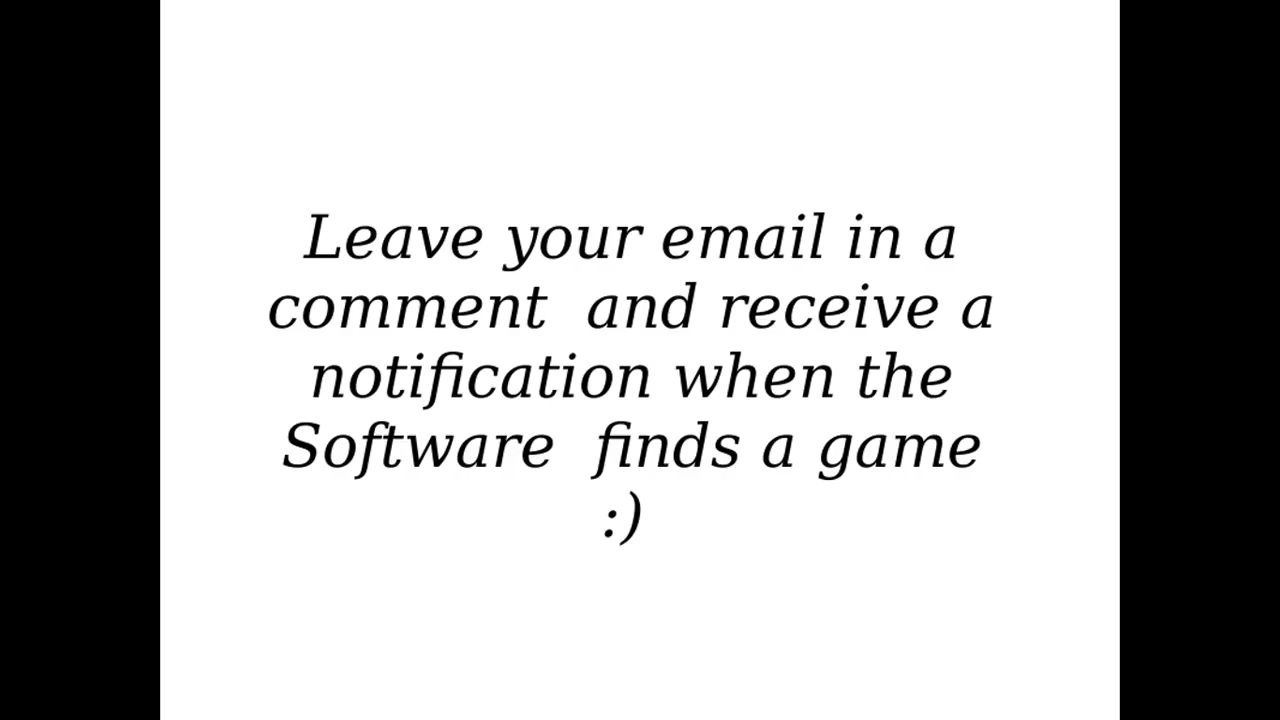 Leave your email in a
comment  and receive a
notification when the
Software  finds a game
:)